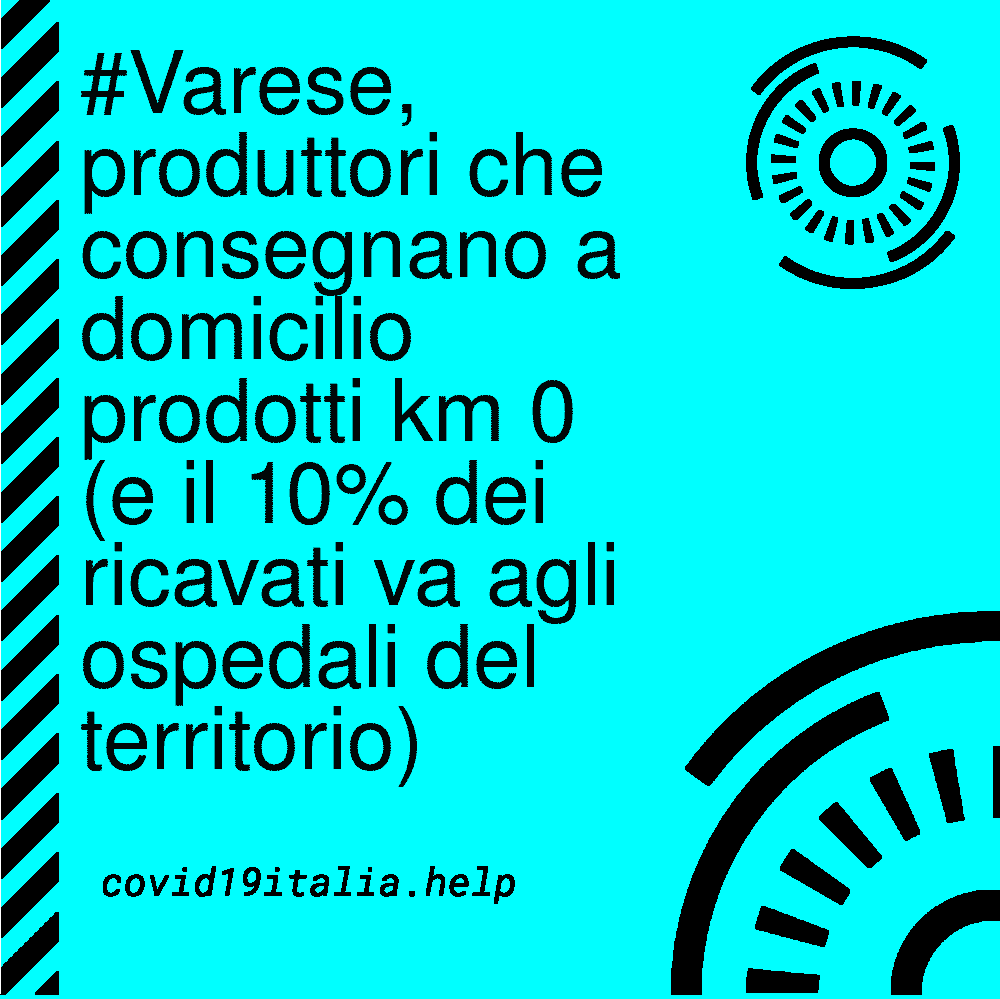 #Varese,
produttori che
consegnano a
domicilio
prodotti km 0
(e il 10% dei
ricavati va agli
ospedali del
territorio)
covid19italia.help